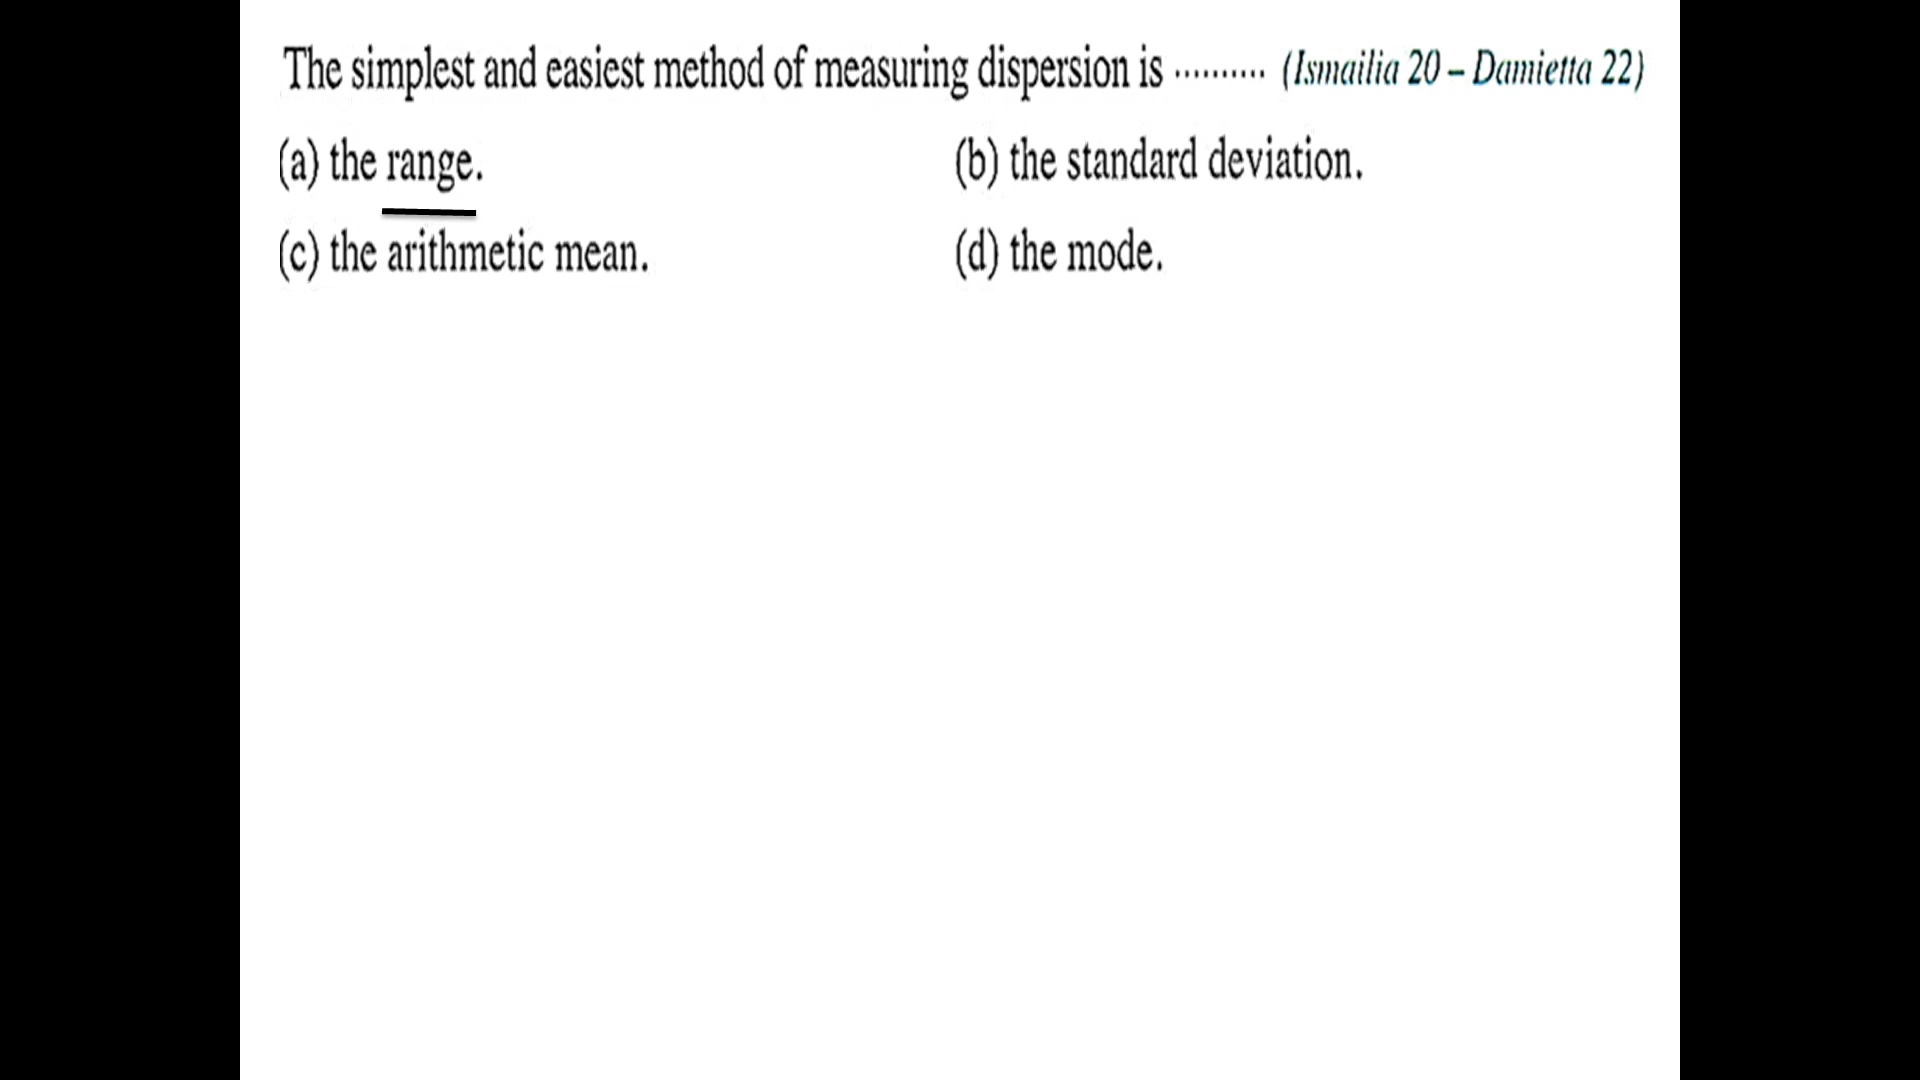 The simplest and easiest method of measuring dispersion is .......... (Ismailia 20 – Damietta 22)
(a) the range. (b) the standard deviation.
(c) the arithmetic mean. (d) the mode.